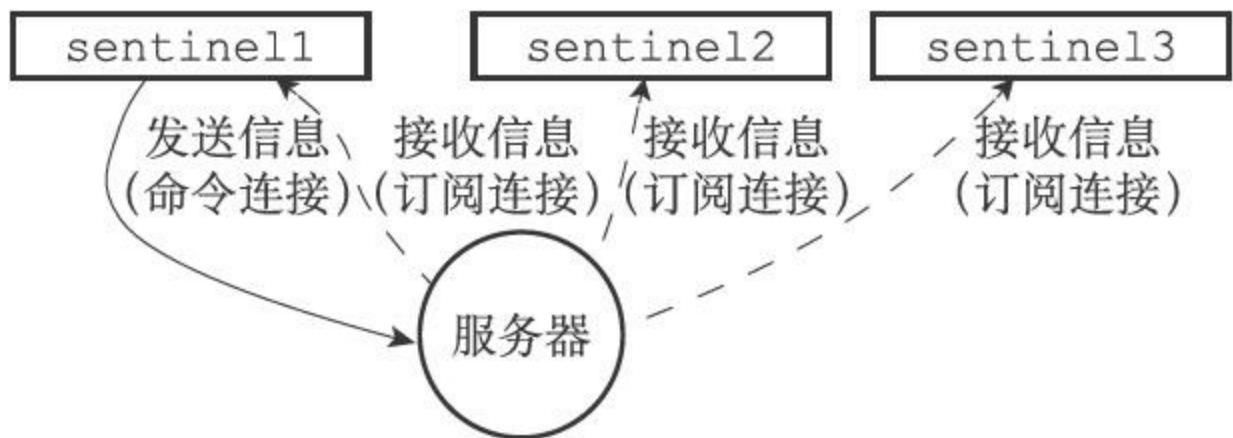 sentinel1 sentinel2 sentinel3
发送信息 接收信息 接收信息 接收信息
(命令连接) (订阅连接) (订阅连接) (订阅连接)
服务器